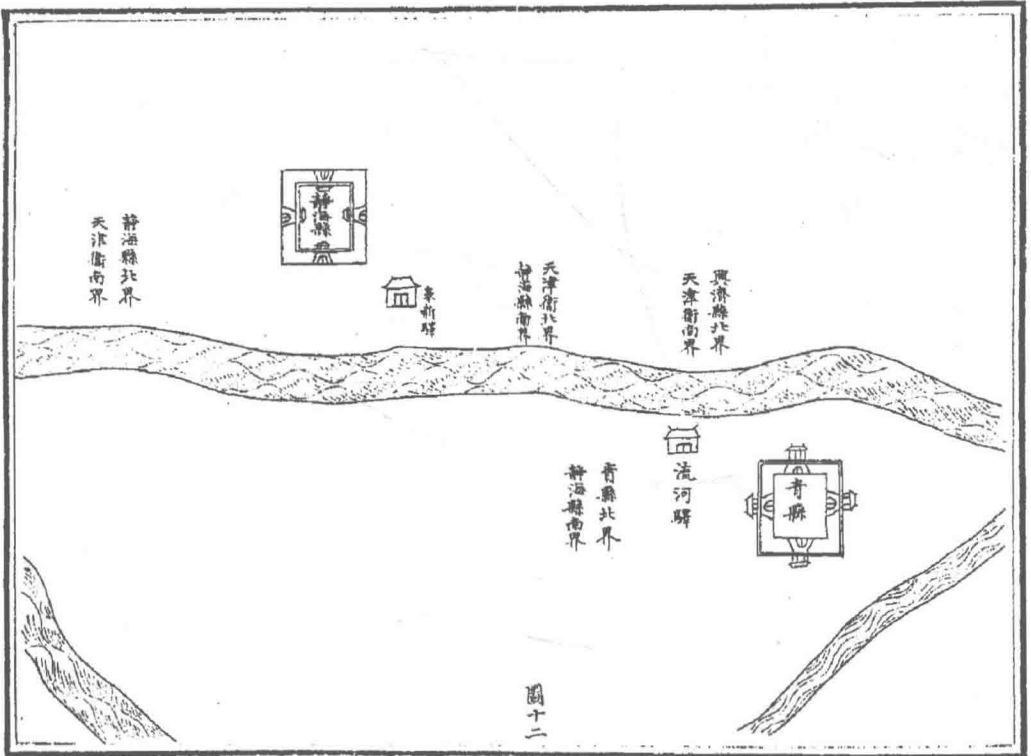 興濟縣北界
天津衛南界
天津衛北界
靜海縣南界
奉新驛
靜海縣
靜海縣北界
天津衛南界
青縣
流河驛
青縣北界
靜海縣南界
圖十二